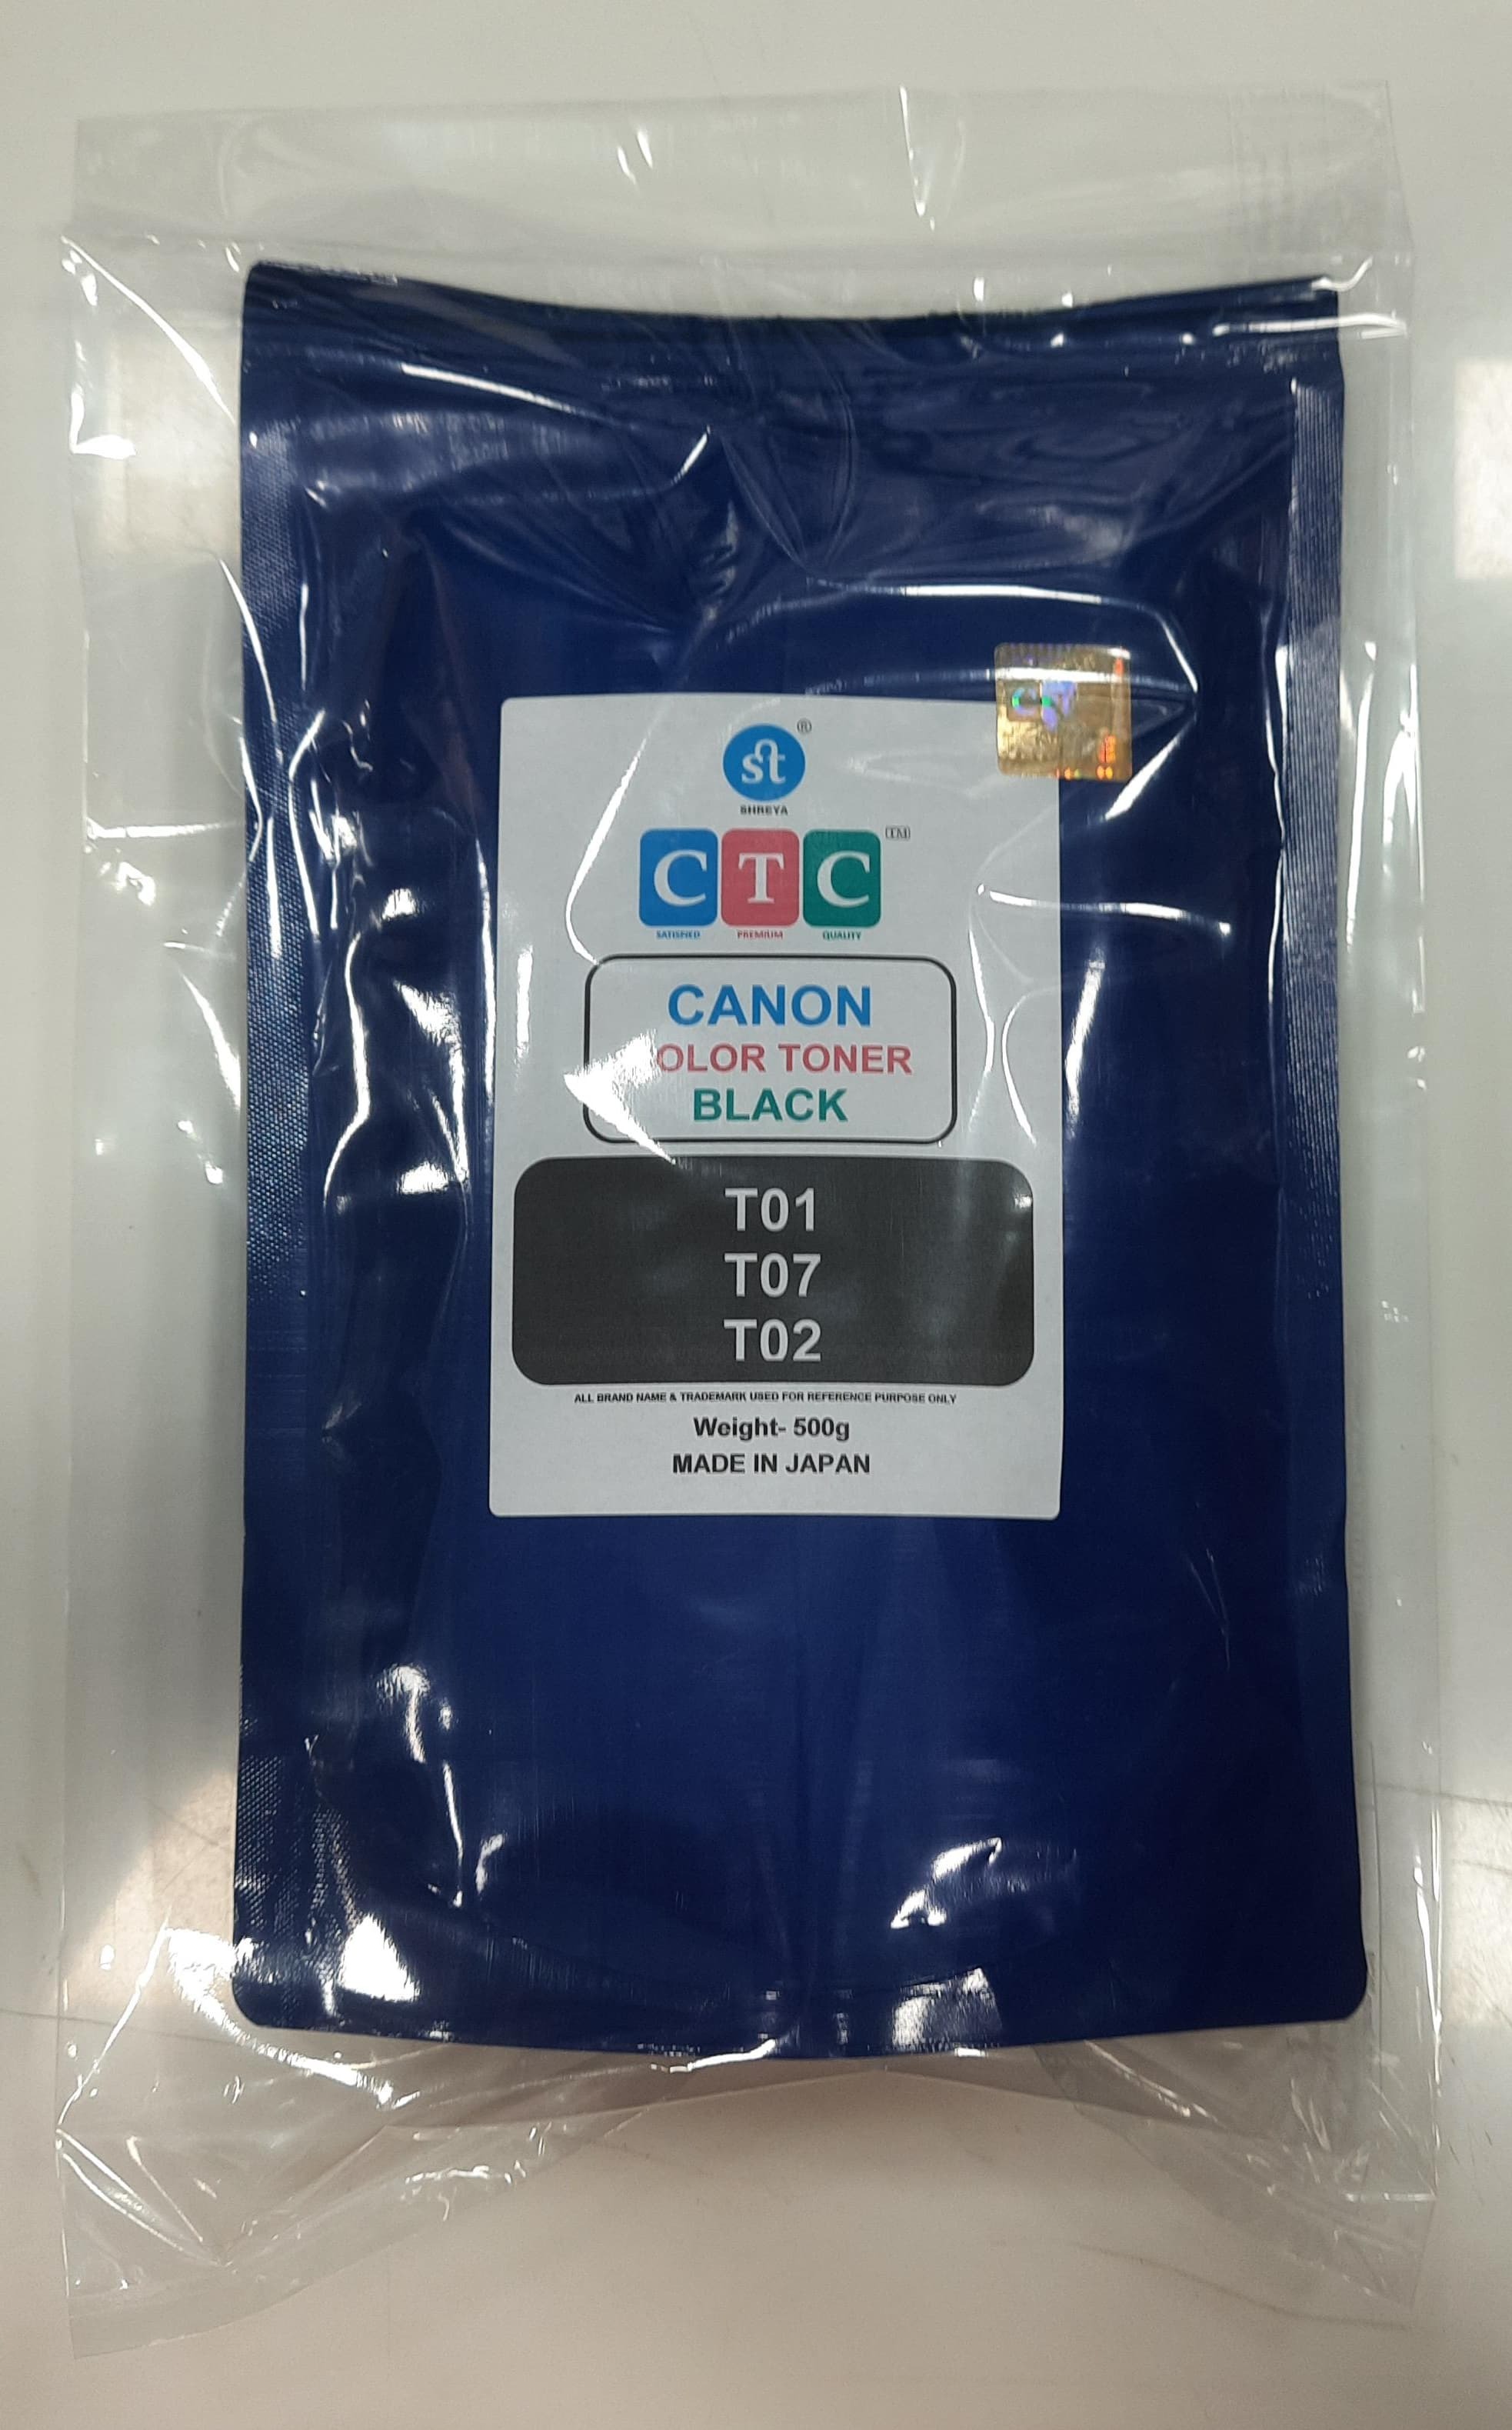 st ®
SHREYA
CTC TM
SATISFIED PREMIUM QUALITY
CANON
OLOR TONER
BLACK
T01
T07
T02
ALL BRAND NAME & TRADEMARK USED FOR REFERENCE PURPOSE ONLY
Weight- 500g
MADE IN JAPAN